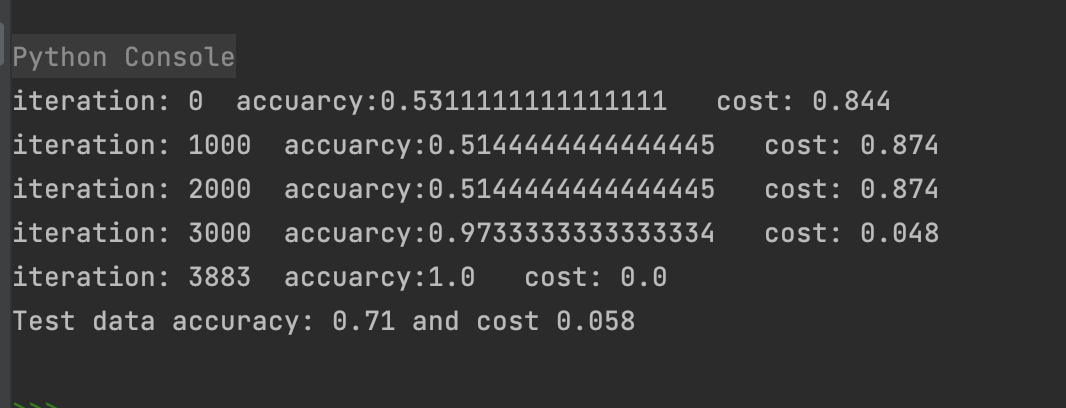 Python Console
iteration: 0  accuarcy:0.5311111111111111   cost: 0.844
iteration: 1000  accuarcy:0.5144444444444445   cost: 0.874
iteration: 2000  accuarcy:0.5144444444444445   cost: 0.874
iteration: 3000  accuarcy:0.9733333333333334   cost: 0.048
iteration: 3883  accuarcy:1.0   cost: 0.0
Test data accuracy: 0.71 and cost 0.058
>>>